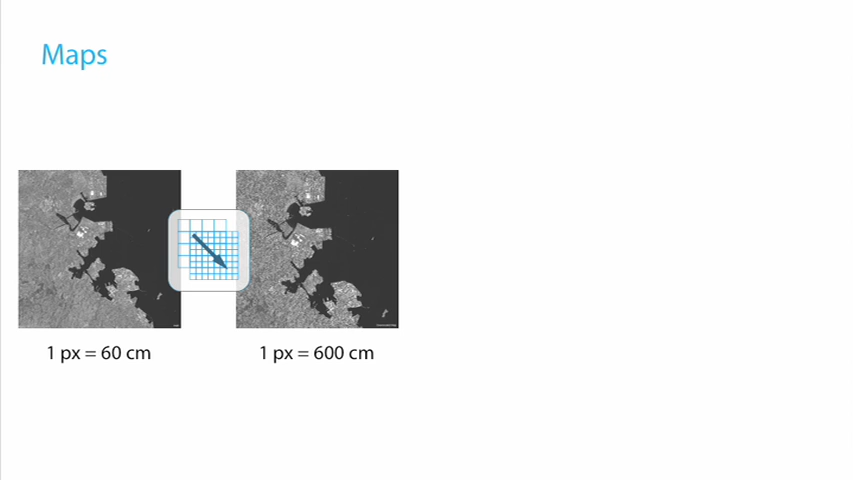 Maps
1 px = 60 cm
1 px = 600 cm